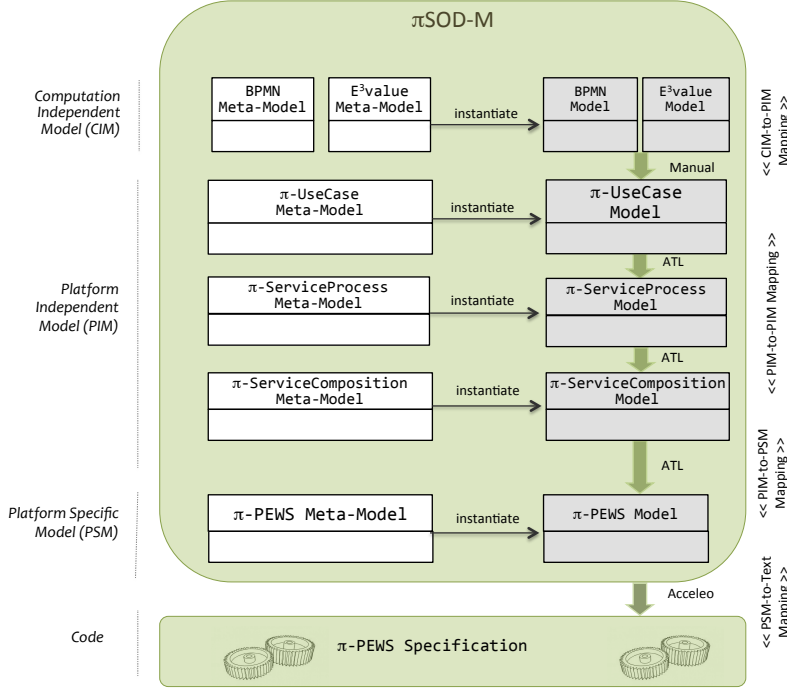 πSOD-M
Computation
Independent
Model (CIM)
BPMN
Meta-Model
E³value
Meta-Model
instantiate
BPMN
Model
E³value
Model
<< CIM-to-PIM
Mapping >>
Manual
π-UseCase
Meta-Model
instantiate
π-UseCase
Model
ATL
Platform
Independent
Model (PIM)
π-ServiceProcess
Meta-Model
instantiate
π-ServiceProcess
Model
<< PIM-to-PIM Mapping >>
ATL
π-ServiceComposition
Meta-Model
instantiate
π-ServiceComposition
Model
ATL
<< PIM-to-PSM
Mapping >>
Platform Specific
Model (PSM)
π-PEWS Meta-Model
instantiate
π-PEWS Model
Acceleo
<< PSM-to-Text
Mapping >>
Code
π-PEWS Specification